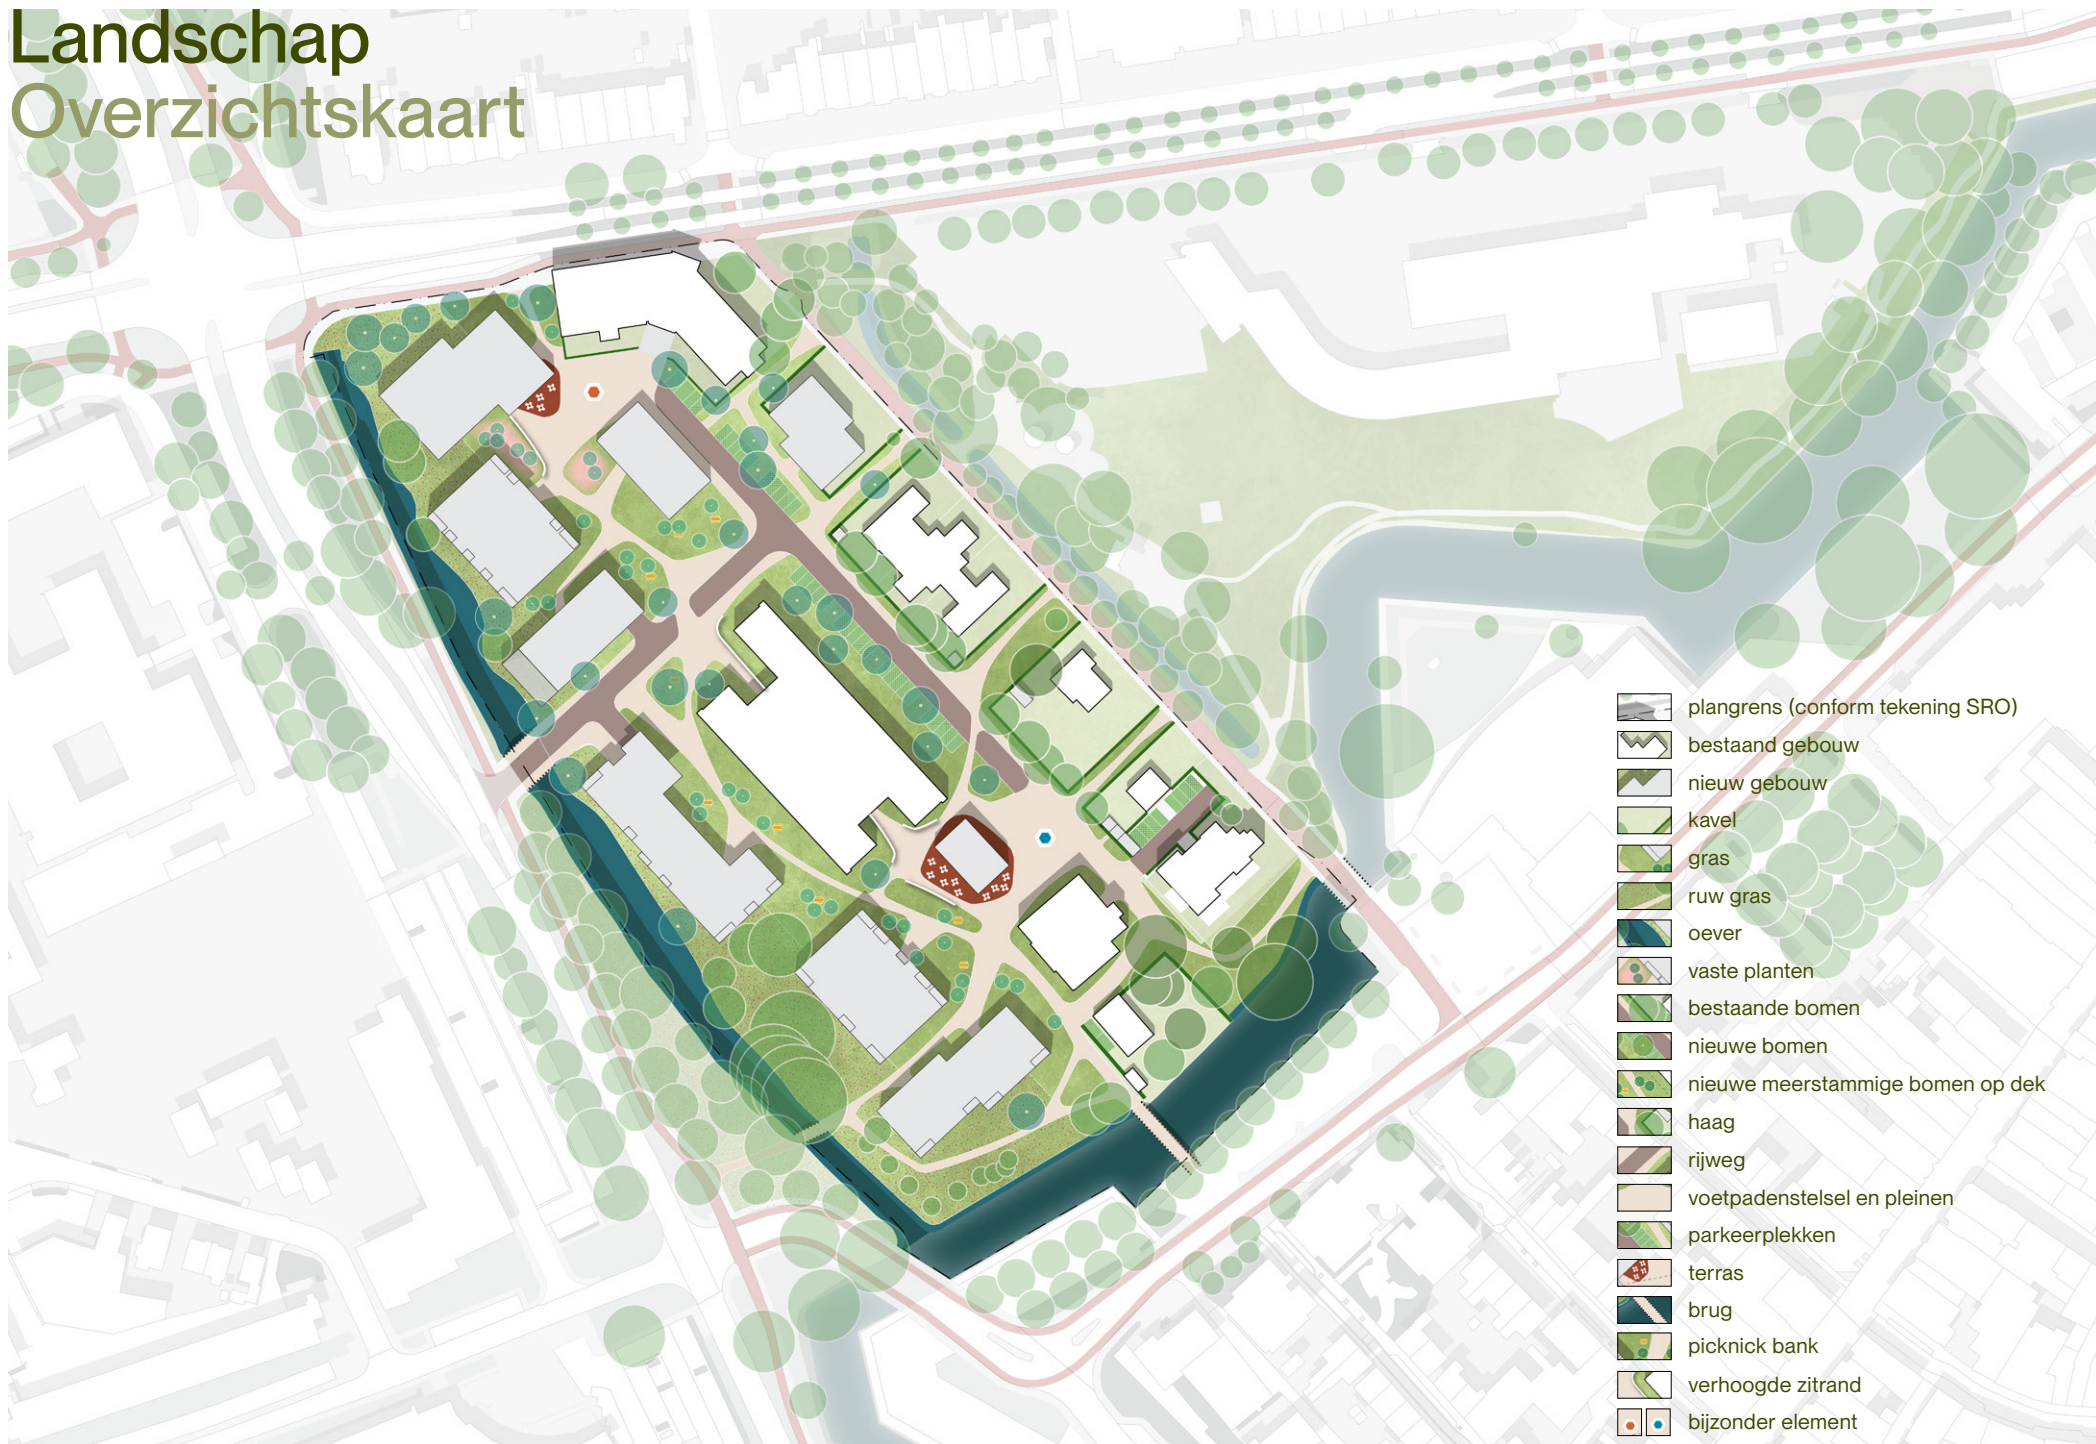 Landschap
Overzichtskaart
plangrens (conform tekening SRO)
bestaand gebouw
nieuw gebouw
kavel
gras
ruw gras
oever
vaste planten
bestaande bomen
nieuwe bomen
nieuwe meerstammige bomen op dek
haag
rijweg
voetpadenstelsel en pleinen
parkeerplekken
terras
brug
picknick bank
verhoogde zitrand
bijzonder element